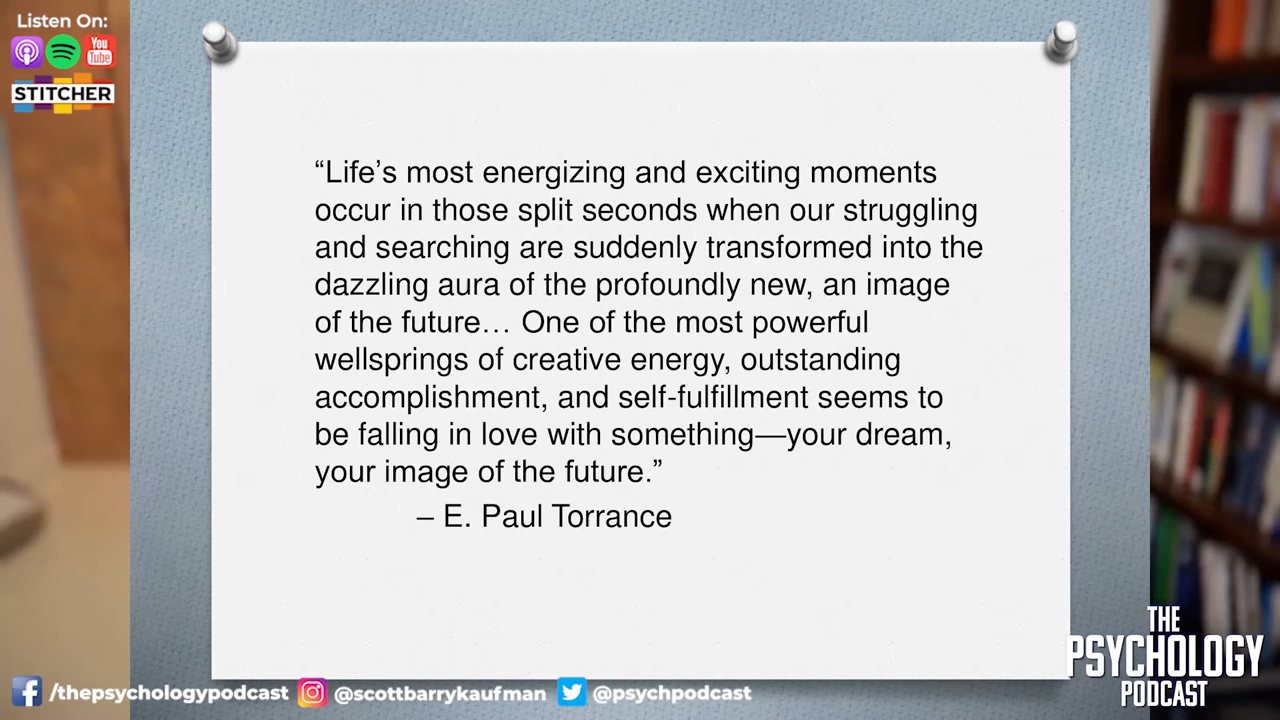 Listen On:
You
Tube
STITCHER
“Life’s most energizing and exciting moments
occur in those split seconds when our struggling
and searching are suddenly transformed into the
dazzling aura of the profoundly new, an image
of the future… One of the most powerful
wellsprings of creative energy, outstanding
accomplishment, and self-fulfillment seems to
be falling in love with something—your dream,
your image of the future.”
– E. Paul Torrance
THE
PSYCHOLOGY
PODCAST
/thepsychologypodcast @scottbarrykaufman @psychpodcast